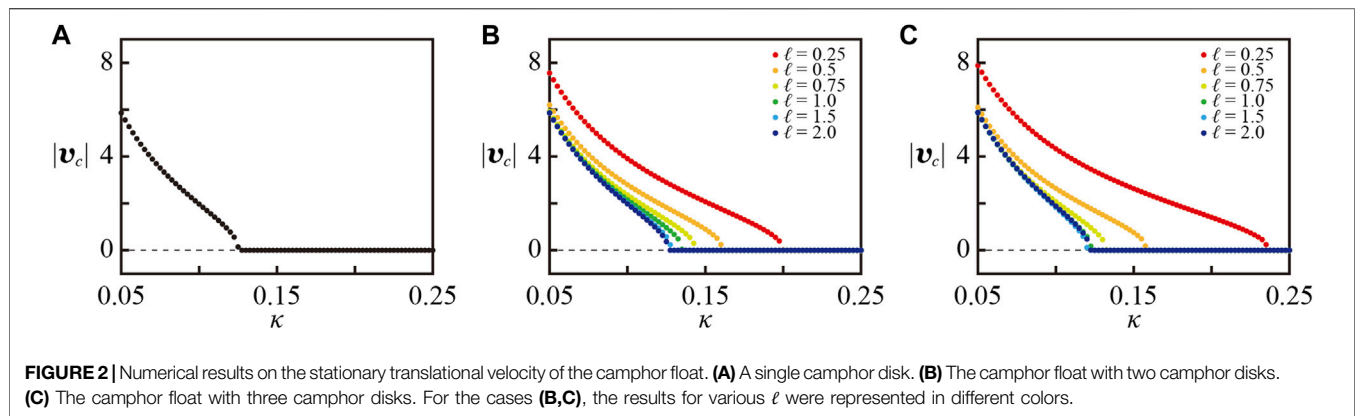 A
8
4
0
|v_c|
0.05
0.15
0.25
κ
B
8
4
0
|v_c|
ℓ = 0.25
ℓ = 0.5
ℓ = 0.75
ℓ = 1.0
ℓ = 1.5
ℓ = 2.0
0.05
0.15
0.25
κ
C
8
4
0
|v_c|
ℓ = 0.25
ℓ = 0.5
ℓ = 0.75
ℓ = 1.0
ℓ = 1.5
ℓ = 2.0
0.05
0.15
0.25
κ
FIGURE 2 | Numerical results on the stationary translational velocity of the camphor float. (A) A single camphor disk. (B) The camphor float with two camphor disks.
(C) The camphor float with three camphor disks. For the cases (B,C), the results for various ℓ were represented in different colors.